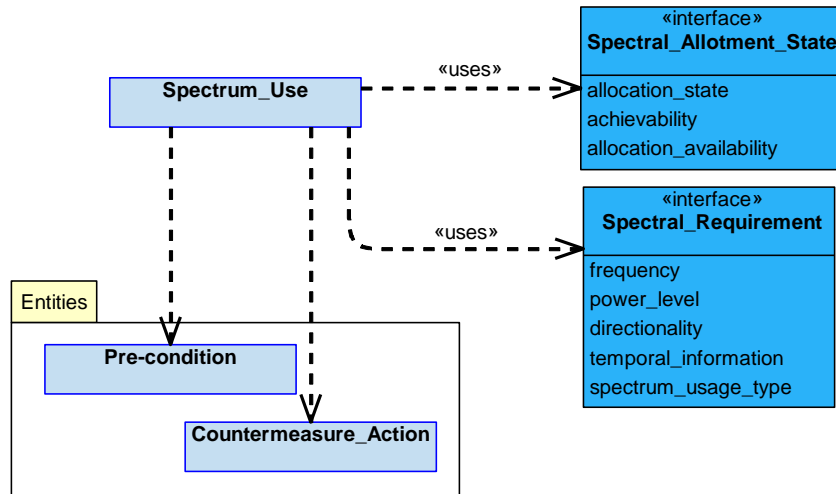 «interface»
Spectral_Allotment_State
allocation_state
achievability
allocation_availability
«uses»
Spectrum_Use
«interface»
Spectral_Requirement
frequency
power_level
directionality
temporal_information
spectrum_usage_type
«uses»
Entities
Pre-condition
Countermeasure_Action